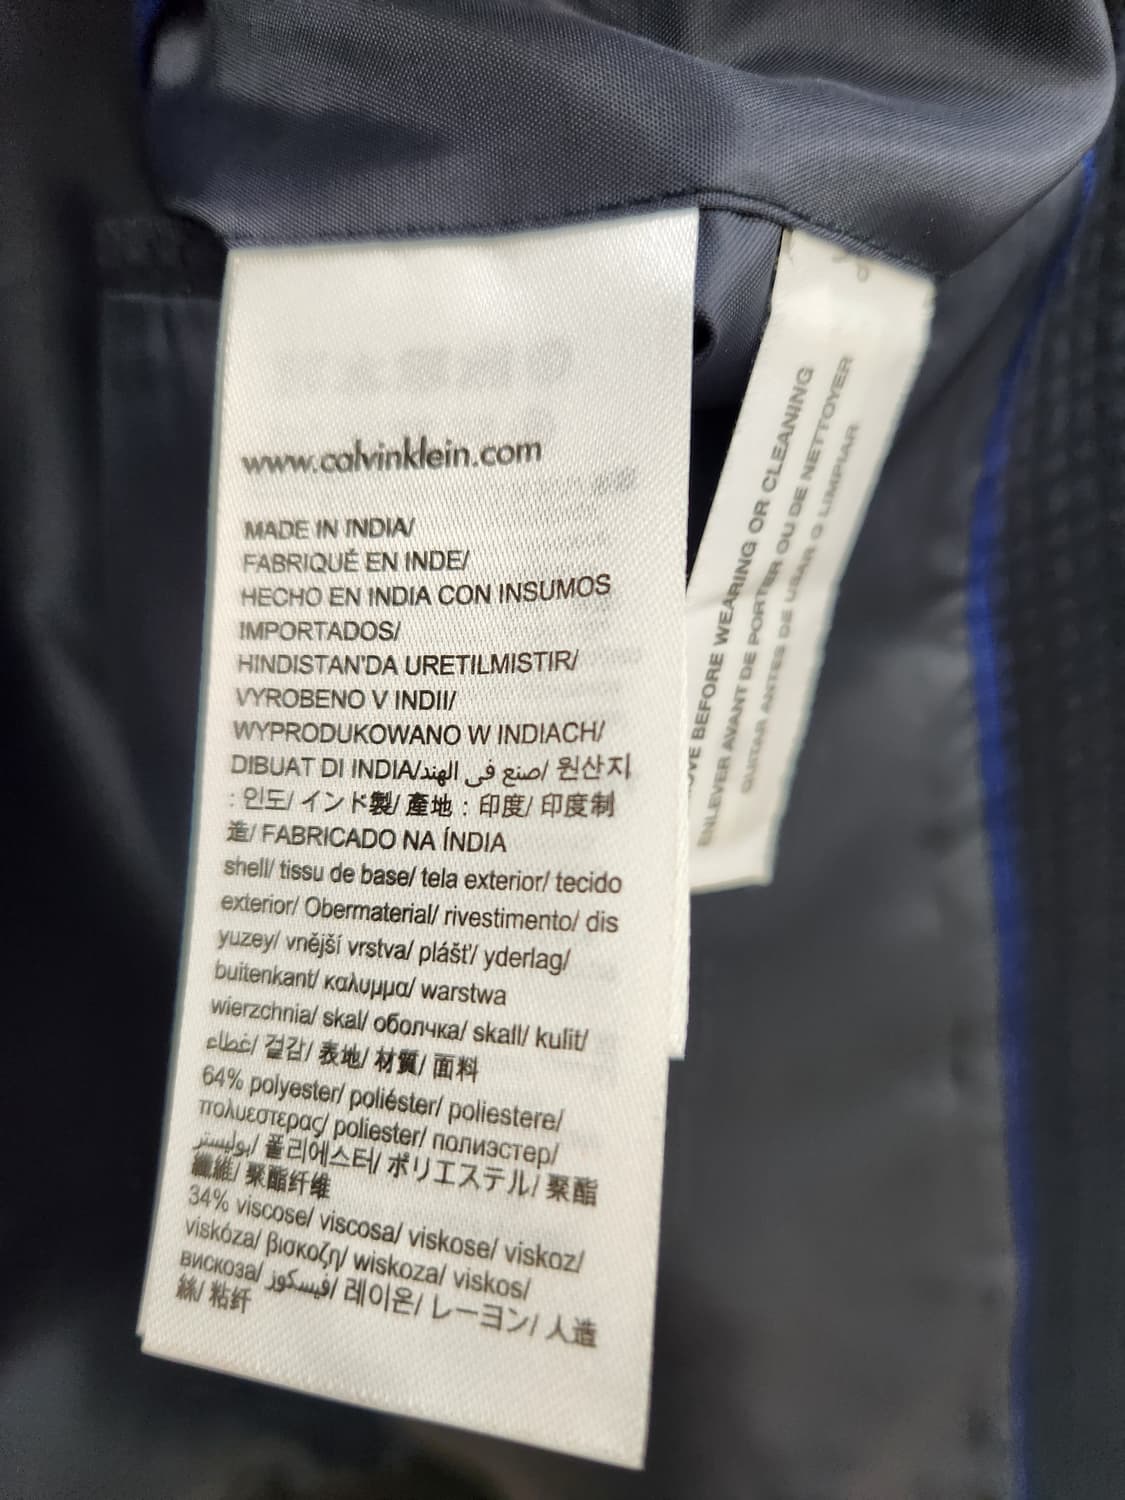 www.calvinklein.com
MADE IN INDIA/
FABRIQUÉ EN INDE/
HECHO EN INDIA CON INSUMOS
IMPORTADOS/
HINDISTAN'DA URETILMISTIR/
VYROBENO V INDII/
WYPRODUKOWANO W INDIACH/
DIBUAT DI INDIA/صنع في الهند/ 원산지
: 인도/ インド製/ 產地 : 印度/ 印度制
造/ FABRICADO NA ÍNDIA
shell/ tissu de base/ tela exterior/ tecido
exterior/ Obermaterial/ rivestimento/ dis
yuzey/ vnější vrstva/ plášť/ yderlag/
buitenkant/ καλυμμα/ warstwa
wierzchnia/ skal/ оболчка/ skall/ kulit/
غطاء/ 겉감/ 表地/ 材質/ 面料
64% polyester/ poliéster/ poliestere/
πολυεστερας/ poliester/ полиэстер/
بوليستر/ 폴리에스터/ ポリエステル/ 聚酯
纖維/ 聚酯纤维
34% viscose/ viscosa/ viskose/ viskoz/
viskóza/ βισκοζη/ wiskoza/ viskos/
вискоза/ فيسكوز/ 레이온/ レーヨン/ 人造
絲/ 粘纤
BEFORE WEARING OR CLEANING
ENLEVER AVANT DE PORTER OU DE NETTOYER
QUITAR ANTES DE USAR O LIMPIAR